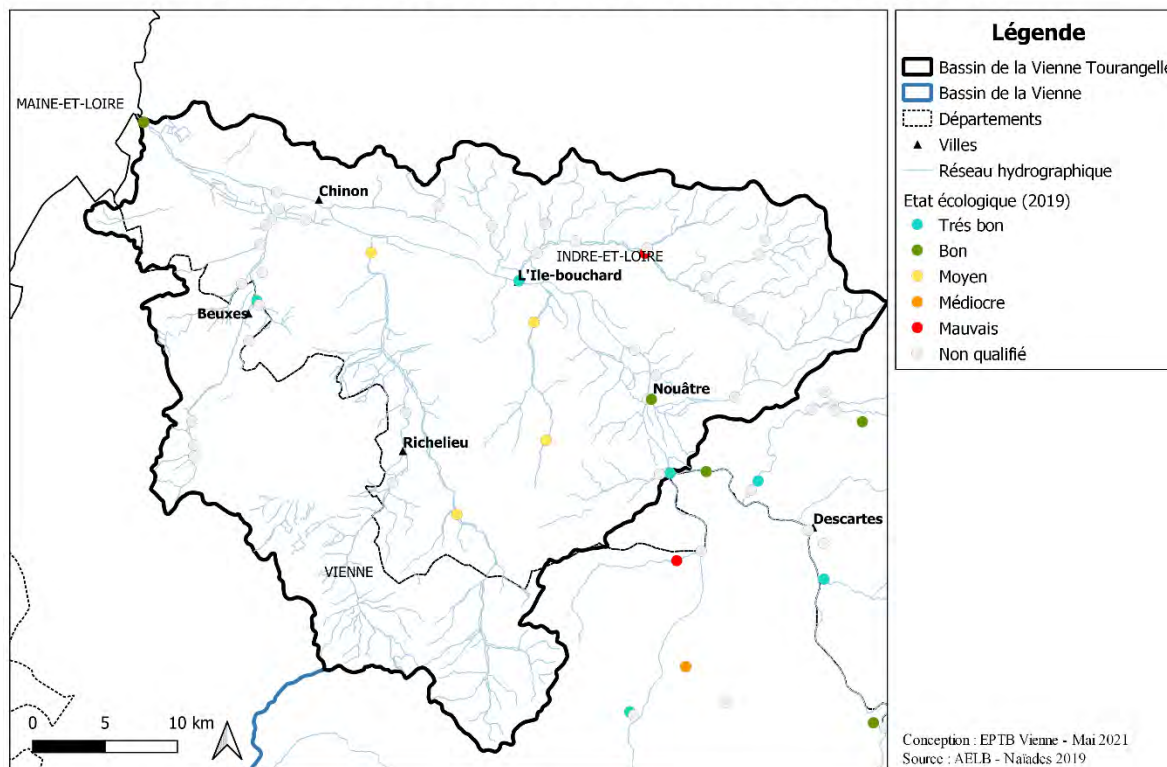 MAINE-ET-LOIRE
Chinon
INDRE-ET-LOIRE
L'Ile-bouchard
Beuxes
Nouâtre
Richelieu
Descartes
VIENNE
0 5 10 km
Légende
Bassin de la Vienne Tourangelle
Bassin de la Vienne
Départements
Villes
Réseau hydrographique
Etat écologique (2019)
Trés bon
Bon
Moyen
Médiocre
Mauvais
Non qualifié
Conception : EPTB Vienne - Mai 2021
Source : AELB - Naïades 2019